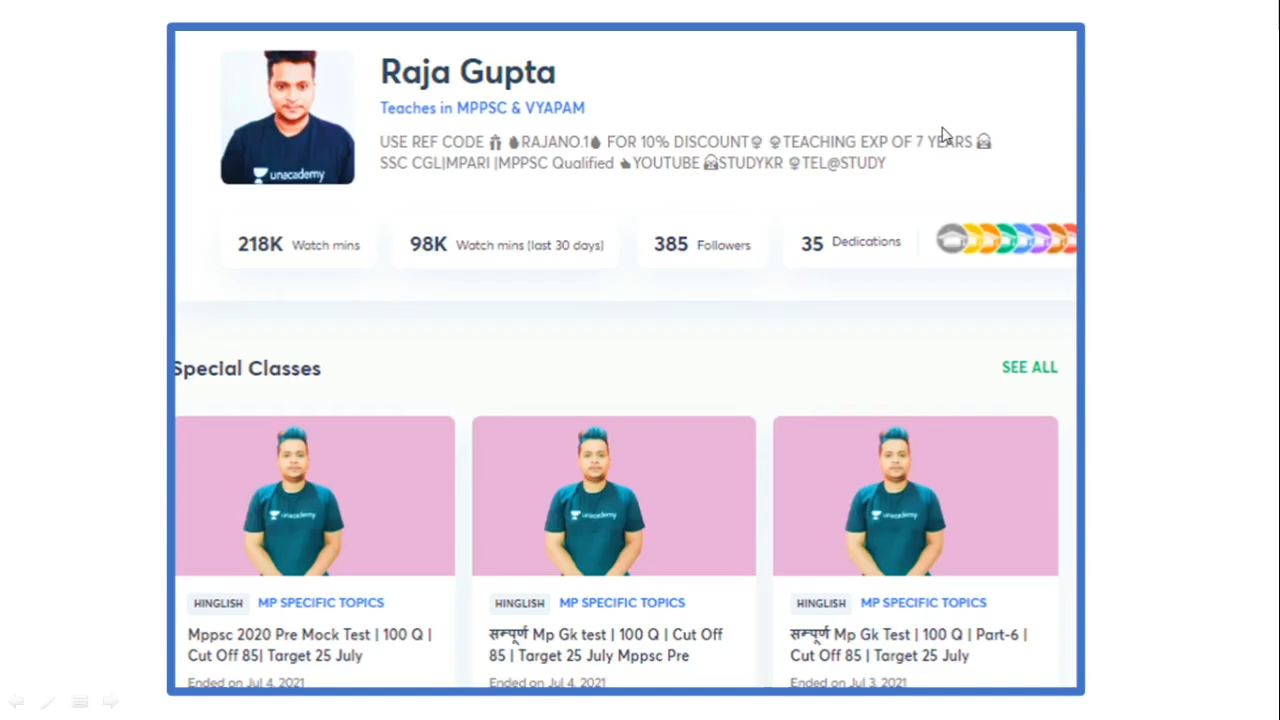 Raja Gupta
Teaches in MPPSC & VYAPAM
USE REF CODE RAJANO.1 FOR 10% DISCOUNT TEACHING EXP OF 7 YEARS
SSC CGL|MPARI |MPPSC Qualified YOUTUBE STUDYKR TEL@STUDY
unacademy
218K Watch mins
98K Watch mins (last 30 days)
385 Followers
35 Dedications
Special Classes
SEE ALL
unacademy
unacademy
unacademy
HINGLISH MP SPECIFIC TOPICS
Mppsc 2020 Pre Mock Test | 100 Q |
Cut Off 85| Target 25 July
Ended on Jul 4, 2021
HINGLISH MP SPECIFIC TOPICS
सम्पूर्ण Mp Gk test | 100 Q | Cut Off
85 | Target 25 July Mppsc Pre
Ended on Jul 4, 2021
HINGLISH MP SPECIFIC TOPICS
सम्पूर्ण Mp Gk Test | 100 Q | Part-6 |
Cut Off 85 | Target 25 July
Ended on Jul 3, 2021